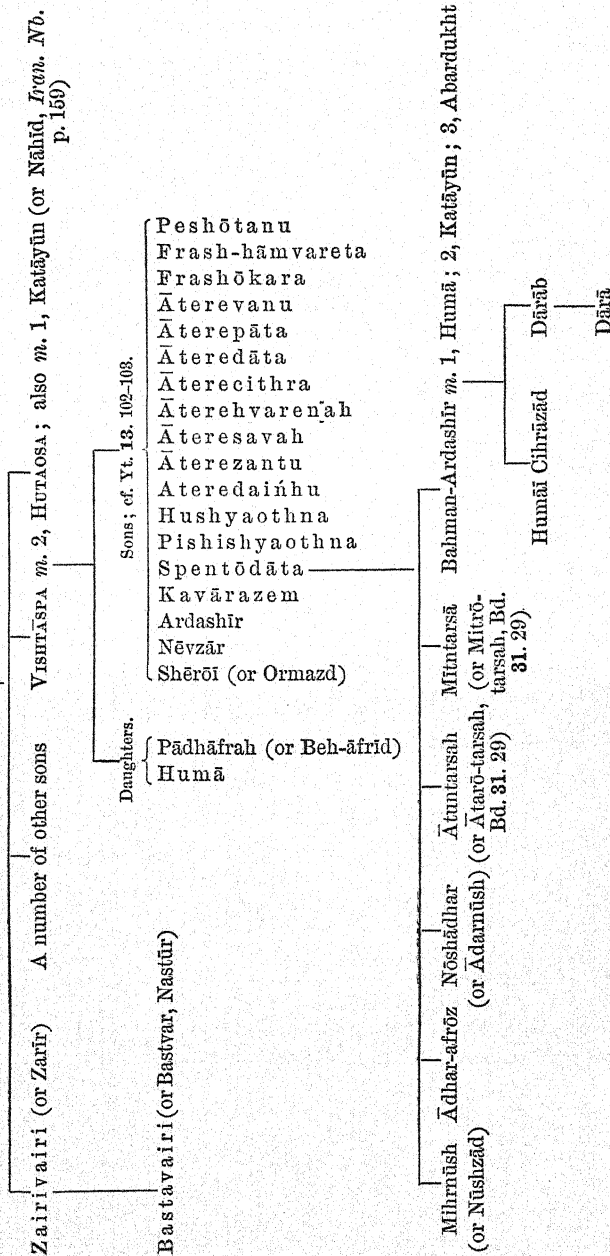 Zairivairi (or Zarīr) A number of other sons VISHTĀSPA m. 2, HUTAOSA; also m. 1, Katāyūn (or Nāhīd, Iran. Nb.
p. 159)
Bastavairi (or Bastvar, Nastūr)
Daughters.
Pādhāfrah (or Beh-āfrīd)
Humā
Sons; cf. Yt. 13. 102-103.
Peshōtanu
Frash-hāmvareta
Frashōkara
Āterevanu
Āterepāta
Āteredāta
Āterecithra
Āterehvareṇah
Āteresavah
Āterezantu
Ateredaińhu
Hushyaothna
Pishishyaothna
Spentōdāta
Kavārazem
Ardashīr
Nēvzār
Shērōī (or Ormazd)
Mihrnūsh Ādhar-afrōz Nōshādhar Ātuntarsah Mītntarsā Bahman-Ardashīr m. 1, Humā; 2, Katāyūn; 3, Abardukht
(or Nūshzād) (or Ādarnūsh) (or Ātarō-tarsah, (or Mitrō-
Bd. 31. 29) tarsah, Bd.
31. 29).
Humāī Cihrāzād Dārāb
Dārā